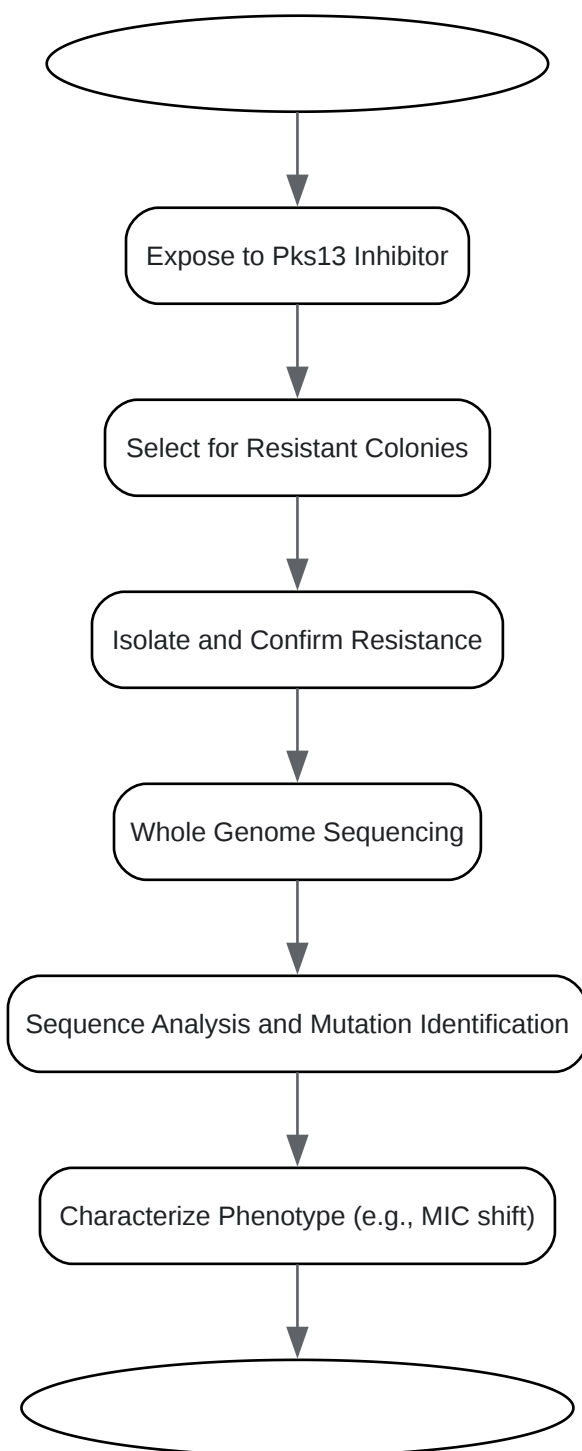 Expose to Pks13 Inhibitor
Select for Resistant Colonies
Isolate and Confirm Resistance
Whole Genome Sequencing
Sequence Analysis and Mutation Identification
Characterize Phenotype (e.g., MIC shift)